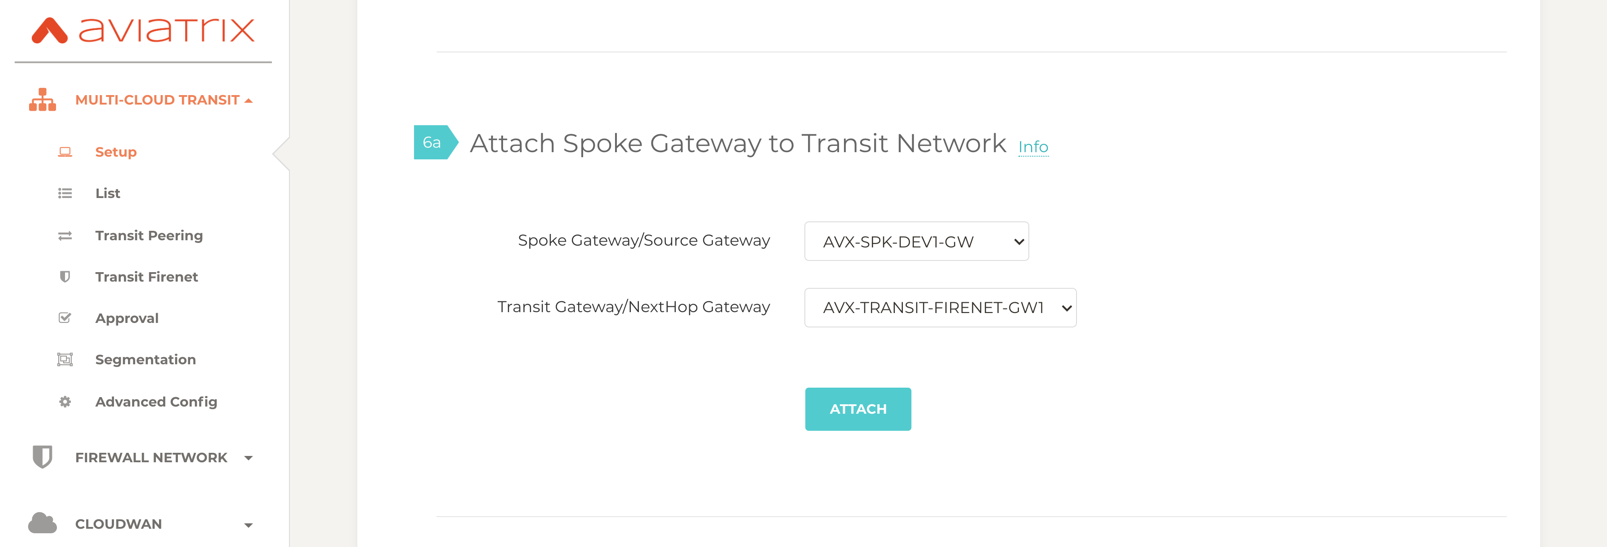 AVIATRIX
MULTI-CLOUD TRANSIT
Setup
List
Transit Peering
Transit Firenet
Approval
Segmentation
Advanced Config
FIREWALL NETWORK
CLOUDWAN
6a Attach Spoke Gateway to Transit Network Info
Spoke Gateway/Source Gateway AVX-SPK-DEV1-GW
Transit Gateway/NextHop Gateway AVX-TRANSIT-FIRENET-GW1
ATTACH